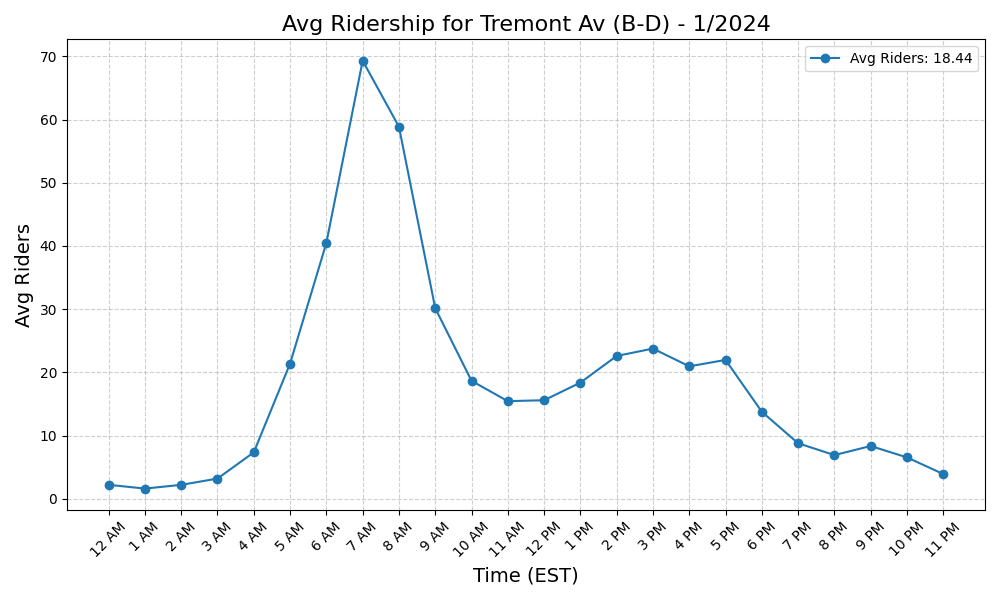 Avg Ridership for Tremont Av (B-D) - 1/2024
Avg Riders: 18.44
Avg Riders
70
60
50
40
30
20
10
0
12 AM
1 AM
2 AM
3 AM
4 AM
5 AM
6 AM
7 AM
8 AM
9 AM
10 AM
11 AM
12 PM
1 PM
2 PM
3 PM
4 PM
5 PM
6 PM
7 PM
8 PM
9 PM
10 PM
11 PM
Time (EST)